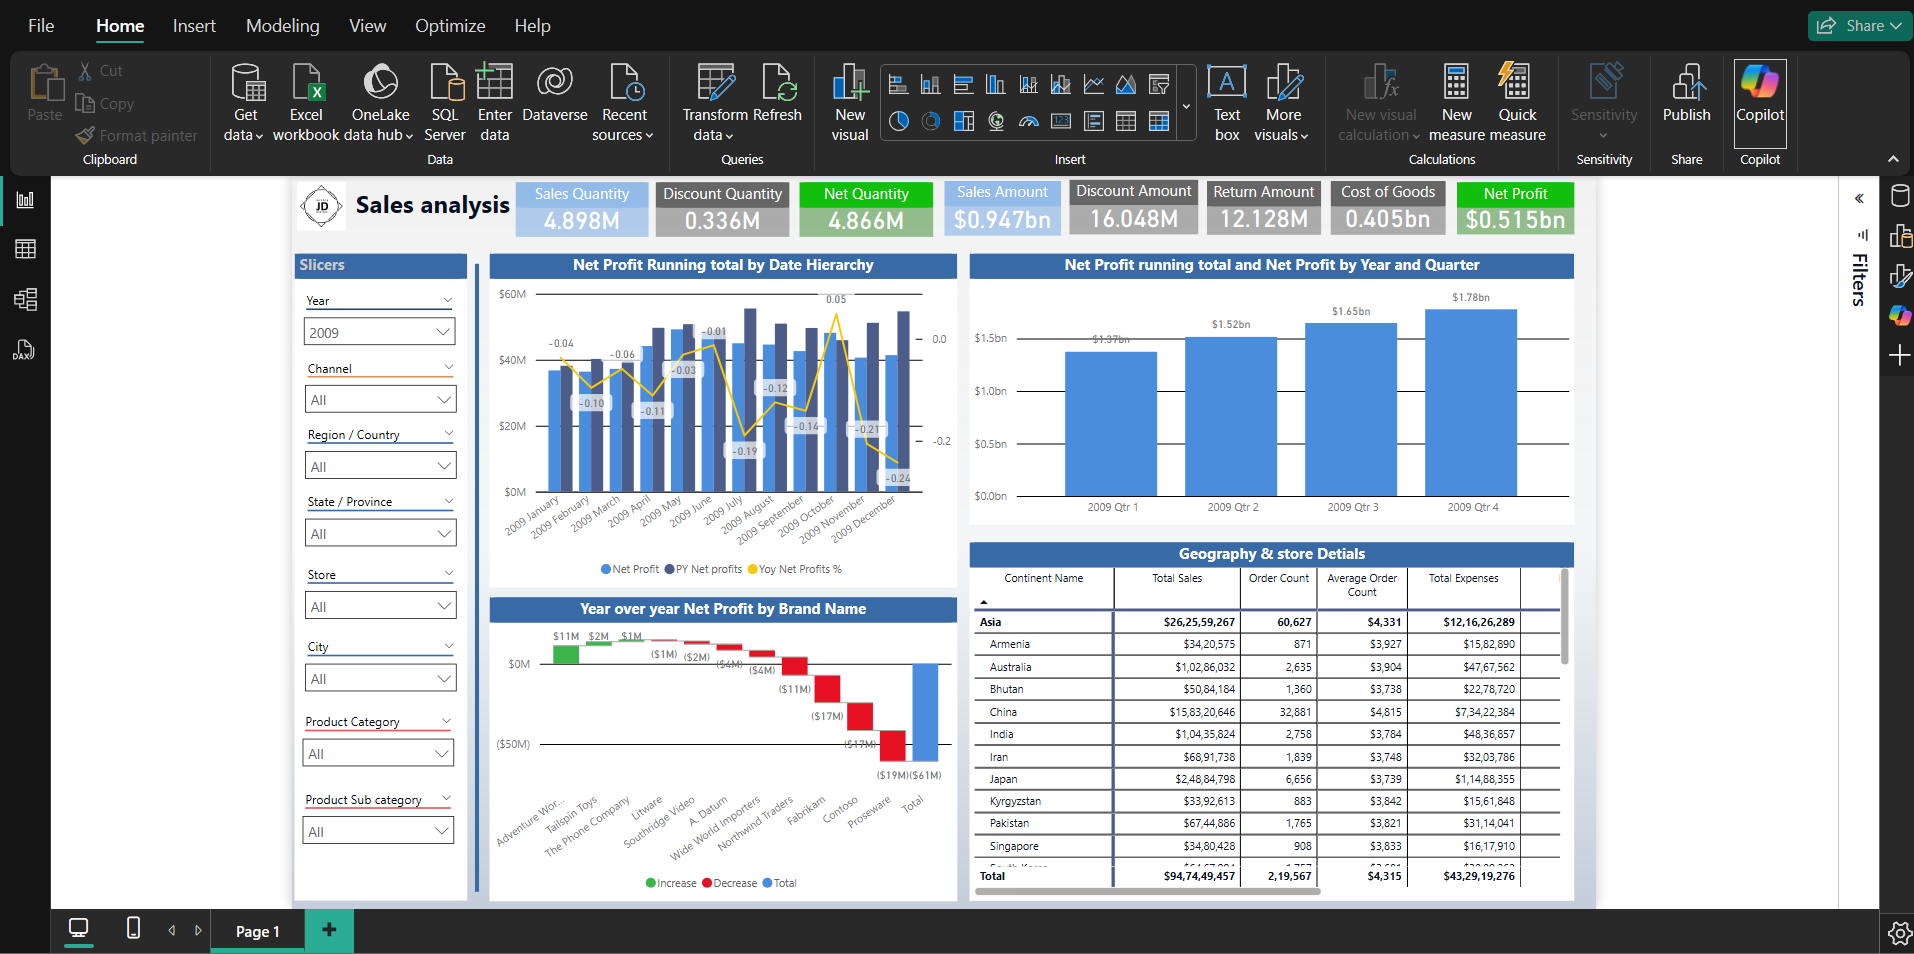 File Home Insert Modeling View Optimize Help
Share
Paste
Cut
Copy
Format painter
Clipboard
Get data
Excel workbook
OneLake data hub
SQL Server
Enter data
Dataverse
Recent sources
Data
Transform data
Refresh
Queries
New visual
Text box
More visuals
Insert
New visual calculation
New measure
Quick measure
Calculations
Sensitivity
Sensitivity
Publish
Share
Copilot
Copilot
JD
Sales analysis
Sales Quantity
4.898M
Discount Quantity
0.336M
Net Quantity
4.866M
Sales Amount
$0.947bn
Discount Amount
16.048M
Return Amount
12.128M
Cost of Goods
0.405bn
Net Profit
$0.515bn
Filters
Slicers
Year
2009
Channel
All
Region / Country
All
State / Province
All
Store
All
City
All
Product Category
All
Product Sub category
All
Net Profit Running total by Date Hierarchy
$60M
$40M
$20M
$0M
0.0
-0.2
-0.04
-0.10
-0.06
-0.11
-0.03
-0.01
-0.19
-0.12
-0.14
0.05
-0.21
-0.24
2009 January
2009 February
2009 March
2009 April
2009 May
2009 June
2009 July
2009 August
2009 September
2009 October
2009 November
2009 December
Net Profit PY Net profits Yoy Net Profits %
Net Profit running total and Net Profit by Year and Quarter
$1.5bn
$1.0bn
$0.5bn
$0.0bn
$1.37bn
$1.52bn
$1.65bn
$1.78bn
2009 Qtr 1
2009 Qtr 2
2009 Qtr 3
2009 Qtr 4
Year over year Net Profit by Brand Name
$0M
($50M)
$11M
$2M
$1M
($1M)
($2M)
($4M)
($4M)
($11M)
($17M)
($17M)
($19M)
($61M)
Adventure Wor...
Tailspin Toys
The Phone Company
Litware
Southridge Video
A. Datum
Wide World Importers
Northwind Traders
Fabrikam
Contoso
Proseware
Total
Increase Decrease Total
Geography & store Detials
Continent Name Total Sales Order Count Average Order Count Total Expenses
Asia $26,25,59,267 60,627 $4,331 $12,16,26,289
Armenia $34,20,575 871 $3,927 $15,82,890
Australia $1,02,86,032 2,635 $3,904 $47,67,562
Bhutan $50,84,184 1,360 $3,738 $22,78,720
China $15,83,20,646 32,881 $4,815 $7,34,22,384
India $1,04,35,824 2,758 $3,784 $48,36,857
Iran $68,91,738 1,839 $3,748 $32,03,786
Japan $2,48,84,798 6,656 $3,739 $1,14,88,355
Kyrgyzstan $33,92,613 883 $3,842 $15,61,848
Pakistan $67,44,886 1,765 $3,821 $31,14,041
Singapore $34,80,428 908 $3,833 $16,17,910
Total $94,74,49,457 2,19,567 $4,315 $43,29,19,276
DAX
Page 1